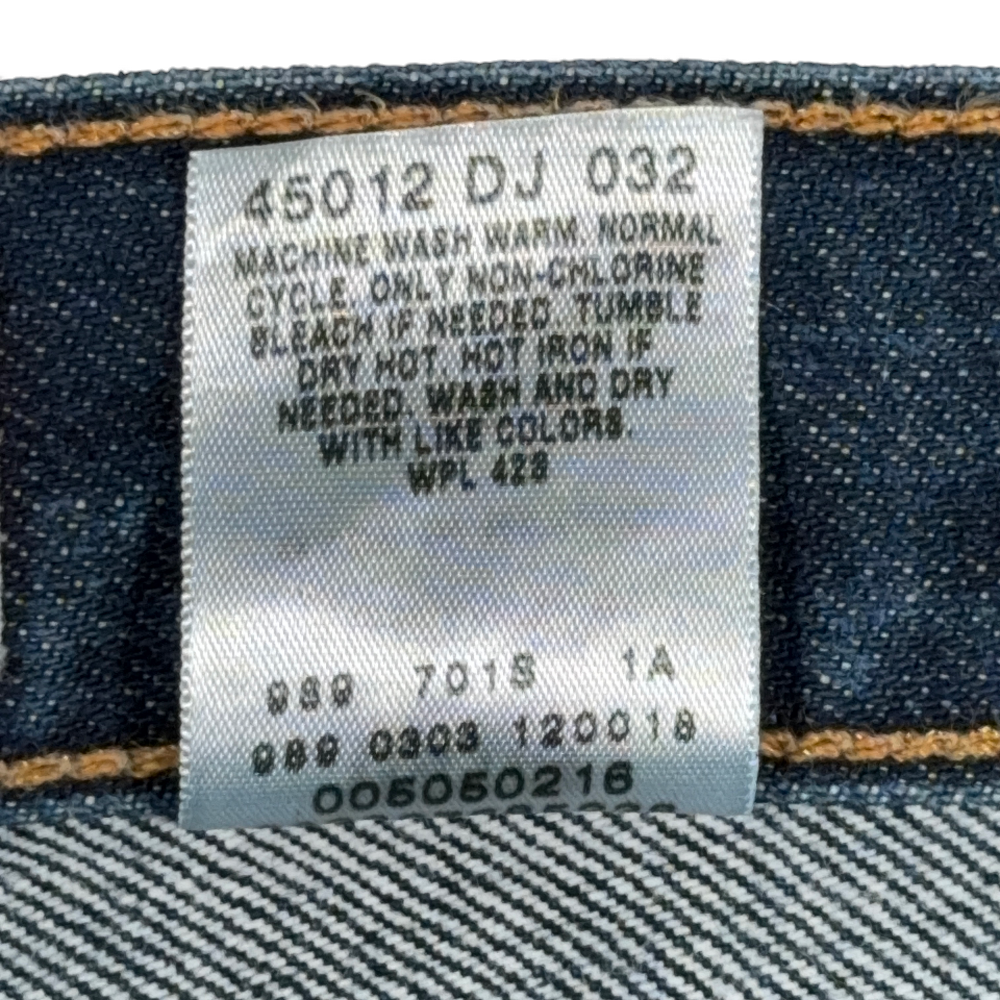 45012 DJ 032
MACHINE WASH WARM. NORMAL
CYCLE. ONLY NON-CHLORINE
BLEACH IF NEEDED. TUMBLE
DRY HOT. HOT IRON IF
NEEDED. WASH AND DRY
WITH LIKE COLORS.
WPL 423
989 701S 1A
989 0303 120018
005050216